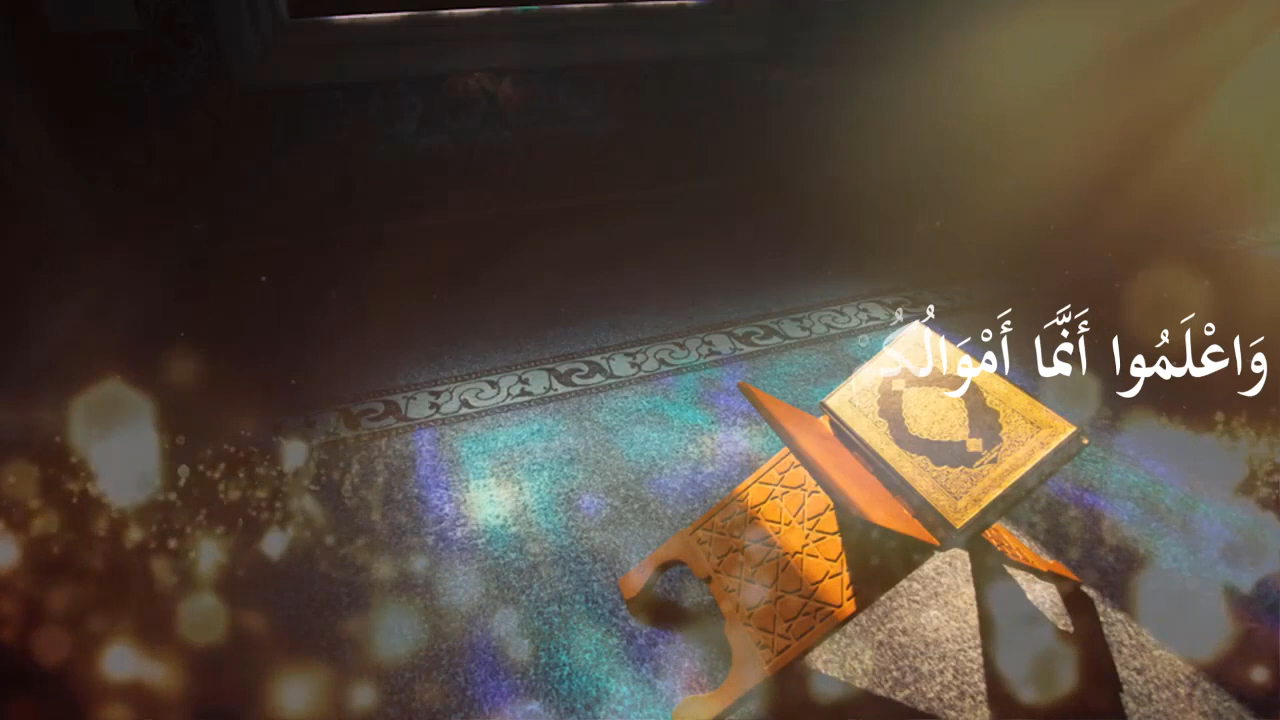 وَاعْلَمُوا أَنَّمَا أَمْوَالُكُ